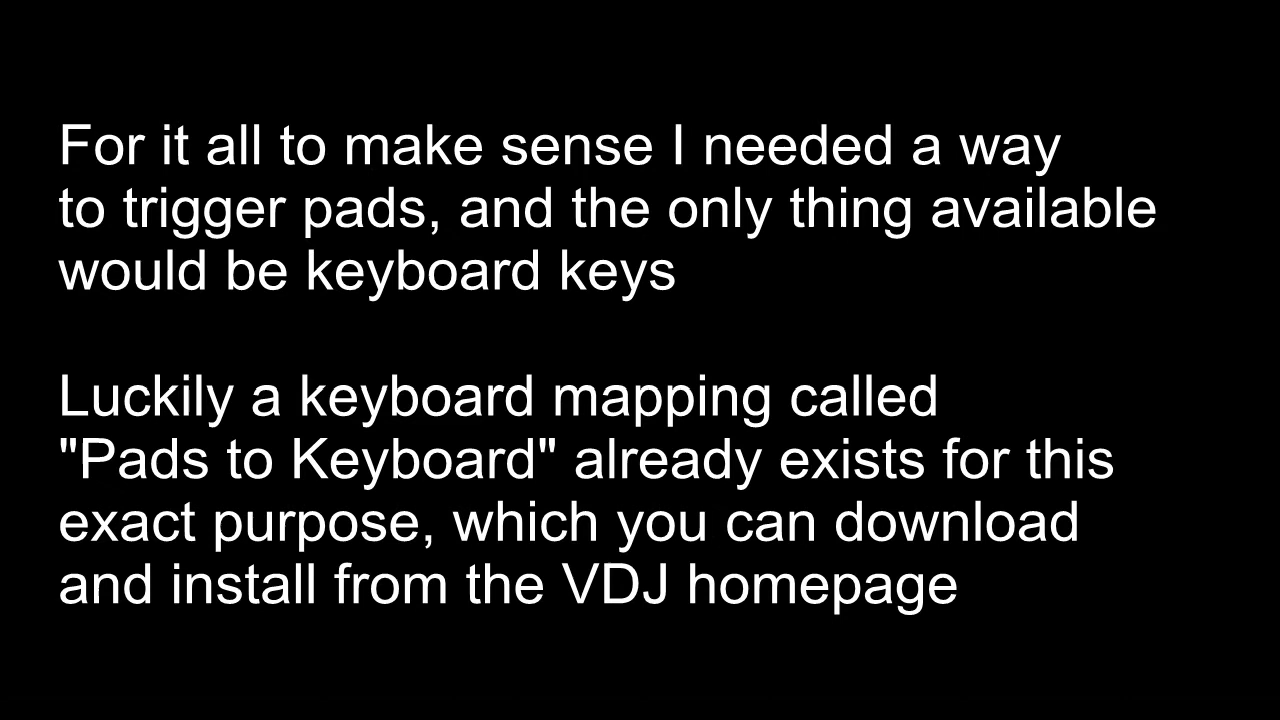 For it all to make sense I needed a way
to trigger pads, and the only thing available
would be keyboard keys
Luckily a keyboard mapping called
"Pads to Keyboard" already exists for this
exact purpose, which you can download
and install from the VDJ homepage